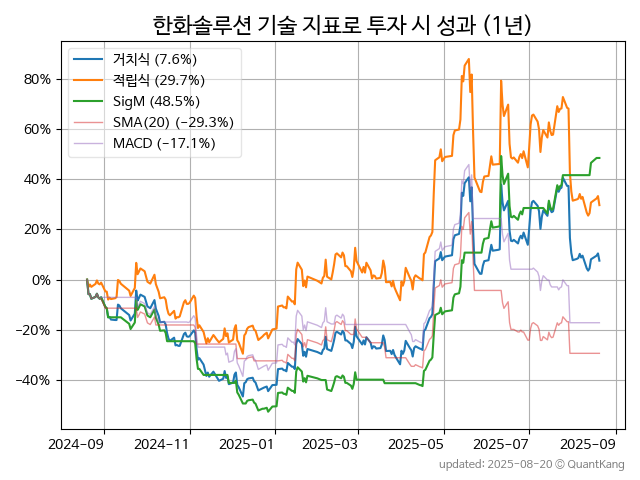 한화솔루션 기술 지표로 투자 시 성과 (1년)
거치식 (7.6%)
적립식 (29.7%)
SigM (48.5%)
SMA(20) (−29.3%)
MACD (−17.1%)
80%
60%
40%
20%
0%
−20%
−40%
2024-09
2024-11
2025-01
2025-03
2025-05
2025-07
2025-09
updated: 2025-08-20 © QuantKang